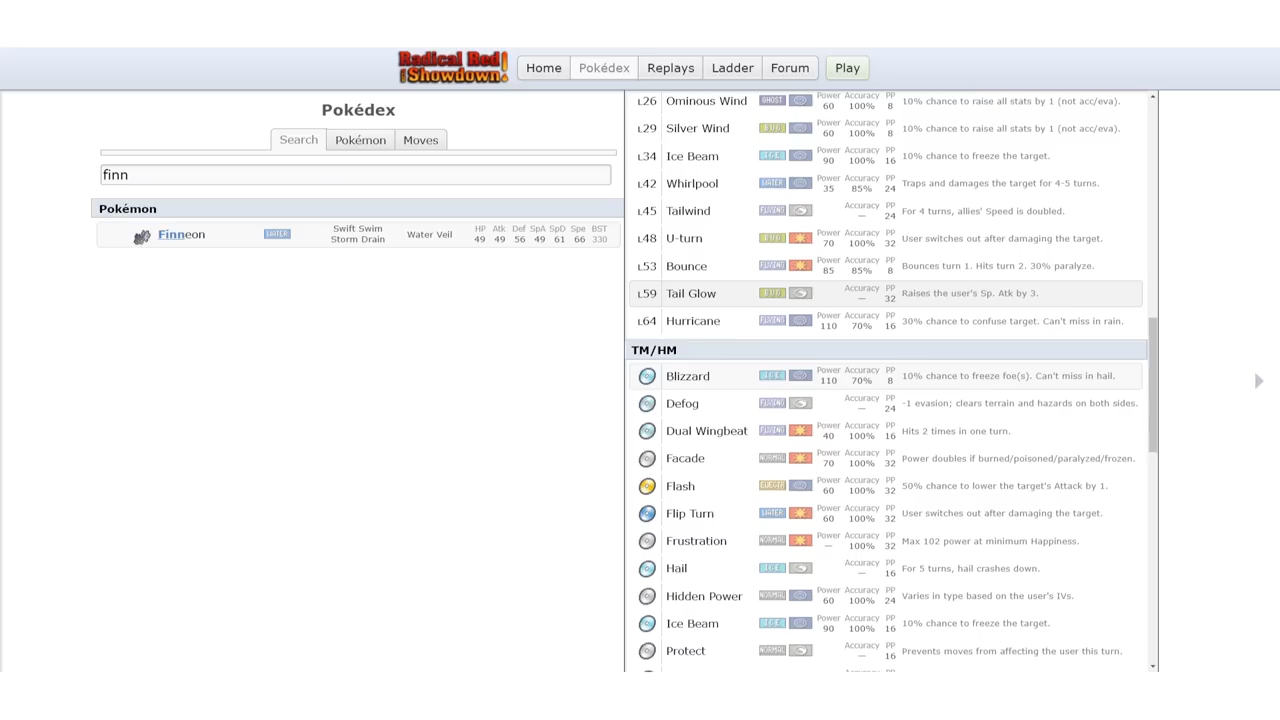 Radical Red
Showdown!
Home Pokédex Replays Ladder Forum Play
Pokédex
Search Pokémon Moves
finn
Pokémon
Finneon WATER Swift Swim Storm Drain Water Veil HP 49 Atk 49 Def 56 SpA 49 SpD 61 Spe 66 BST 330
L26 Ominous Wind GHOST Power 60 Accuracy 100% PP 8 10% chance to raise all stats by 1 (not acc/eva).
L29 Silver Wind BUG Power 60 Accuracy 100% PP 8 10% chance to raise all stats by 1 (not acc/eva).
L34 Ice Beam ICE Power 90 Accuracy 100% PP 16 10% chance to freeze the target.
L42 Whirlpool WATER Power 35 Accuracy 85% PP 24 Traps and damages the target for 4-5 turns.
L45 Tailwind FLYING Accuracy — PP 24 For 4 turns, allies' Speed is doubled.
L48 U-turn BUG Power 70 Accuracy 100% PP 32 User switches out after damaging the target.
L53 Bounce FLYING Power 85 Accuracy 85% PP 8 Bounces turn 1. Hits turn 2. 30% paralyze.
L59 Tail Glow BUG Accuracy — PP 32 Raises the user's Sp. Atk by 3.
L64 Hurricane FLYING Power 110 Accuracy 70% PP 16 30% chance to confuse target. Can't miss in rain.
TM/HM
Blizzard ICE Power 110 Accuracy 70% PP 8 10% chance to freeze foe(s). Can't miss in hail.
Defog FLYING Accuracy — PP 24 -1 evasion; clears terrain and hazards on both sides.
Dual Wingbeat FLYING Power 40 Accuracy 100% PP 16 Hits 2 times in one turn.
Facade NORMAL Power 70 Accuracy 100% PP 32 Power doubles if burned/poisoned/paralyzed/frozen.
Flash ELECTR Power 60 Accuracy 100% PP 32 50% chance to lower the target's Attack by 1.
Flip Turn WATER Power 60 Accuracy 100% PP 32 User switches out after damaging the target.
Frustration NORMAL Power — Accuracy 100% PP 32 Max 102 power at minimum Happiness.
Hail ICE Accuracy — PP 16 For 5 turns, hail crashes down.
Hidden Power NORMAL Power 60 Accuracy 100% PP 24 Varies in type based on the user's IVs.
Ice Beam ICE Power 90 Accuracy 100% PP 16 10% chance to freeze the target.
Protect NORMAL Accuracy — PP 16 Prevents moves from affecting the user this turn.